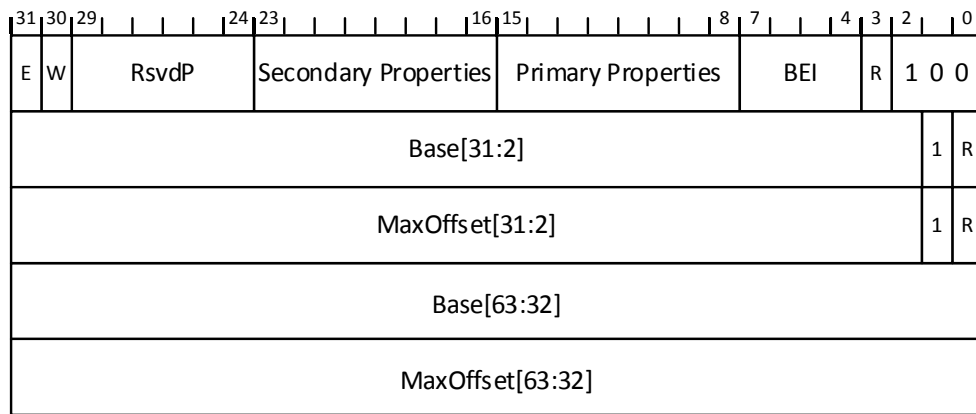 31 30 29 24 23 16 15 8 7 4 3 2 0
E W RsvdP Secondary Properties Primary Properties BEI R 1 0 0
Base[31:2] 1 R
MaxOffset[31:2] 1 R
Base[63:32]
MaxOffset[63:32]